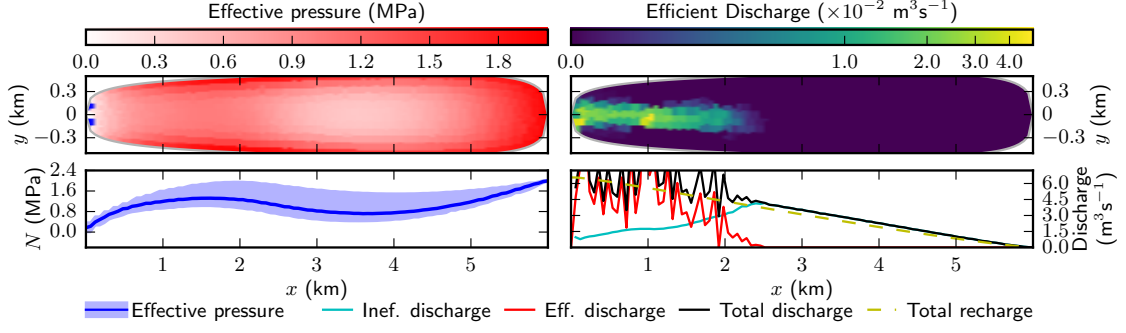 Effective pressure (MPa)
Efficient Discharge (×10⁻² m³s⁻¹)
0.0 0.3 0.6 0.9 1.2 1.5 1.8
0.0 1.0 2.0 3.0 4.0
y (km)
0.3
0
−0.3
0.3
0
−0.3
y (km)
N (MPa)
2.4
1.6
0.8
0.0
6.0
4.5
3.0
1.5
0.0
Discharge
(m³s⁻¹)
0 1 2 3 4 5 6
0 1 2 3 4 5 6
x (km)
x (km)
Effective pressure Inef. discharge Eff. discharge Total discharge Total recharge